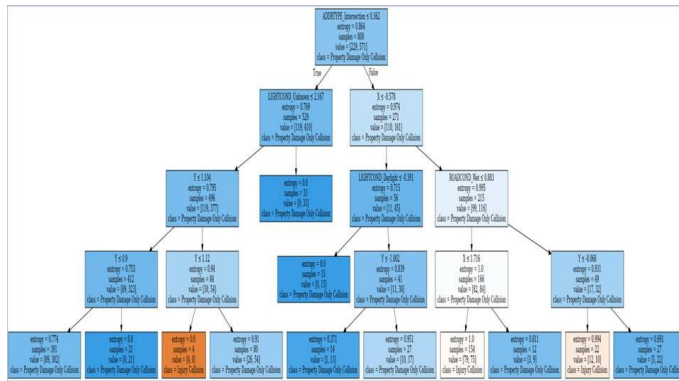 ADDRTYPE_Intersection ≤ 0.362
entropy = 0.864
samples = 800
value = [229, 571]
class = Property Damage Only Collision
True
False
LIGHTCOND_Unknown ≤ 2.167
entropy = 0.769
samples = 529
value = [119, 410]
class = Property Damage Only Collision
X ≤ -0.578
entropy = 0.974
samples = 271
value = [110, 161]
class = Property Damage Only Collision
Y ≤ 1.104
entropy = 0.795
samples = 496
value = [119, 377]
class = Property Damage Only Collision
entropy = 0.0
samples = 33
value = [0, 33]
class = Property Damage Only Collision
LIGHTCOND_Daylight ≤ -0.391
entropy = 0.715
samples = 56
value = [11, 45]
class = Property Damage Only Collision
ROADCOND_Wet ≤ 0.883
entropy = 0.995
samples = 215
value = [99, 116]
class = Property Damage Only Collision
Y ≤ 0.9
entropy = 0.753
samples = 412
value = [89, 323]
class = Property Damage Only Collision
Y ≤ 1.12
entropy = 0.94
samples = 84
value = [30, 54]
class = Property Damage Only Collision
entropy = 0.0
samples = 15
value = [0, 15]
class = Property Damage Only Collision
Y ≤ -1.002
entropy = 0.839
samples = 41
value = [11, 30]
class = Property Damage Only Collision
X ≤ 1.716
entropy = 1.0
samples = 166
value = [82, 84]
class = Property Damage Only Collision
Y ≤ -0.068
entropy = 0.931
samples = 49
value = [17, 32]
class = Property Damage Only Collision
entropy = 0.774
samples = 391
value = [89, 302]
class = Property Damage Only Collision
entropy = 0.0
samples = 21
value = [0, 21]
class = Property Damage Only Collision
entropy = 0.0
samples = 4
value = [4, 0]
class = Injury Collision
entropy = 0.91
samples = 80
value = [26, 54]
class = Property Damage Only Collision
entropy = 0.371
samples = 14
value = [1, 13]
class = Property Damage Only Collision
entropy = 0.951
samples = 27
value = [10, 17]
class = Property Damage Only Collision
entropy = 1.0
samples = 154
value = [79, 75]
class = Injury Collision
entropy = 0.811
samples = 12
value = [3, 9]
class = Property Damage Only Collision
entropy = 0.994
samples = 22
value = [12, 10]
class = Injury Collision
entropy = 0.691
samples = 27
value = [5, 22]
class = Property Damage Only Collision